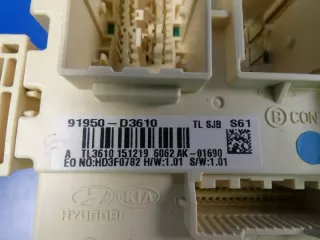 91950-D3610 TL SJB S61
B CON
A TL3610 151219 6062 AK-01690
EO NO:HD3F0782 H/W:1.01 S/W:1.01
KIA
HYUNDAI